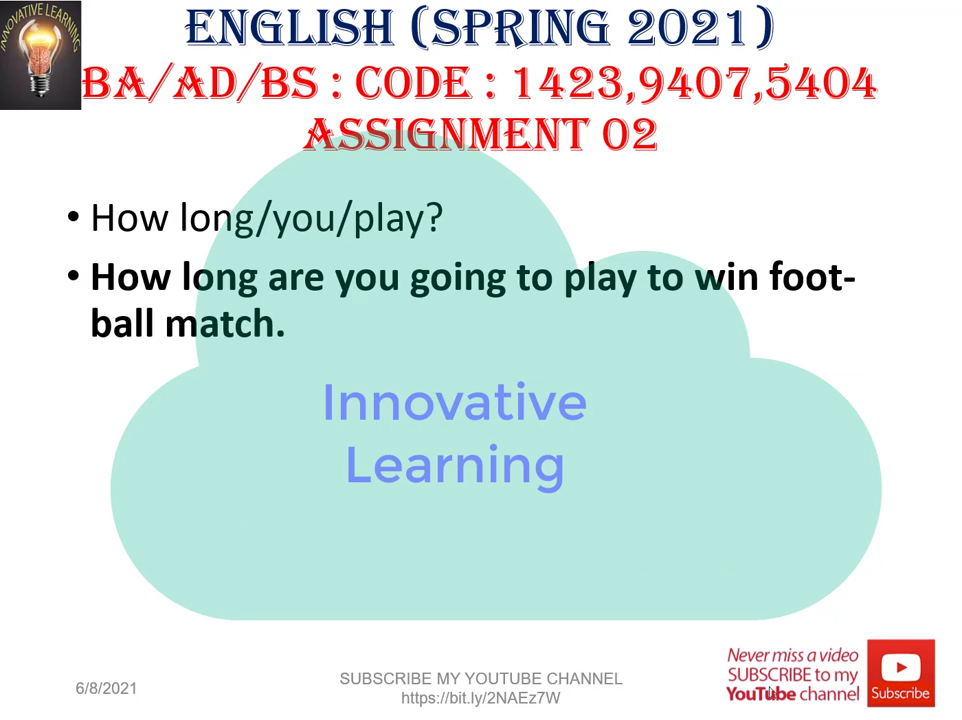 INNOVATIVE LEARNING
ENGLISH (SPRING 2021)
BA/AD/BS : CODE : 1423,9407,5404
ASSIGNMENT 02
• How long/you/play?
• How long are you going to play to win foot-
ball match.
Innovative
Learning
6/8/2021
SUBSCRIBE MY YOUTUBE CHANNEL
https://bit.ly/2NAEz7W
Never miss a video
SUBSCRIBE to my
YouTube channel
Subscribe